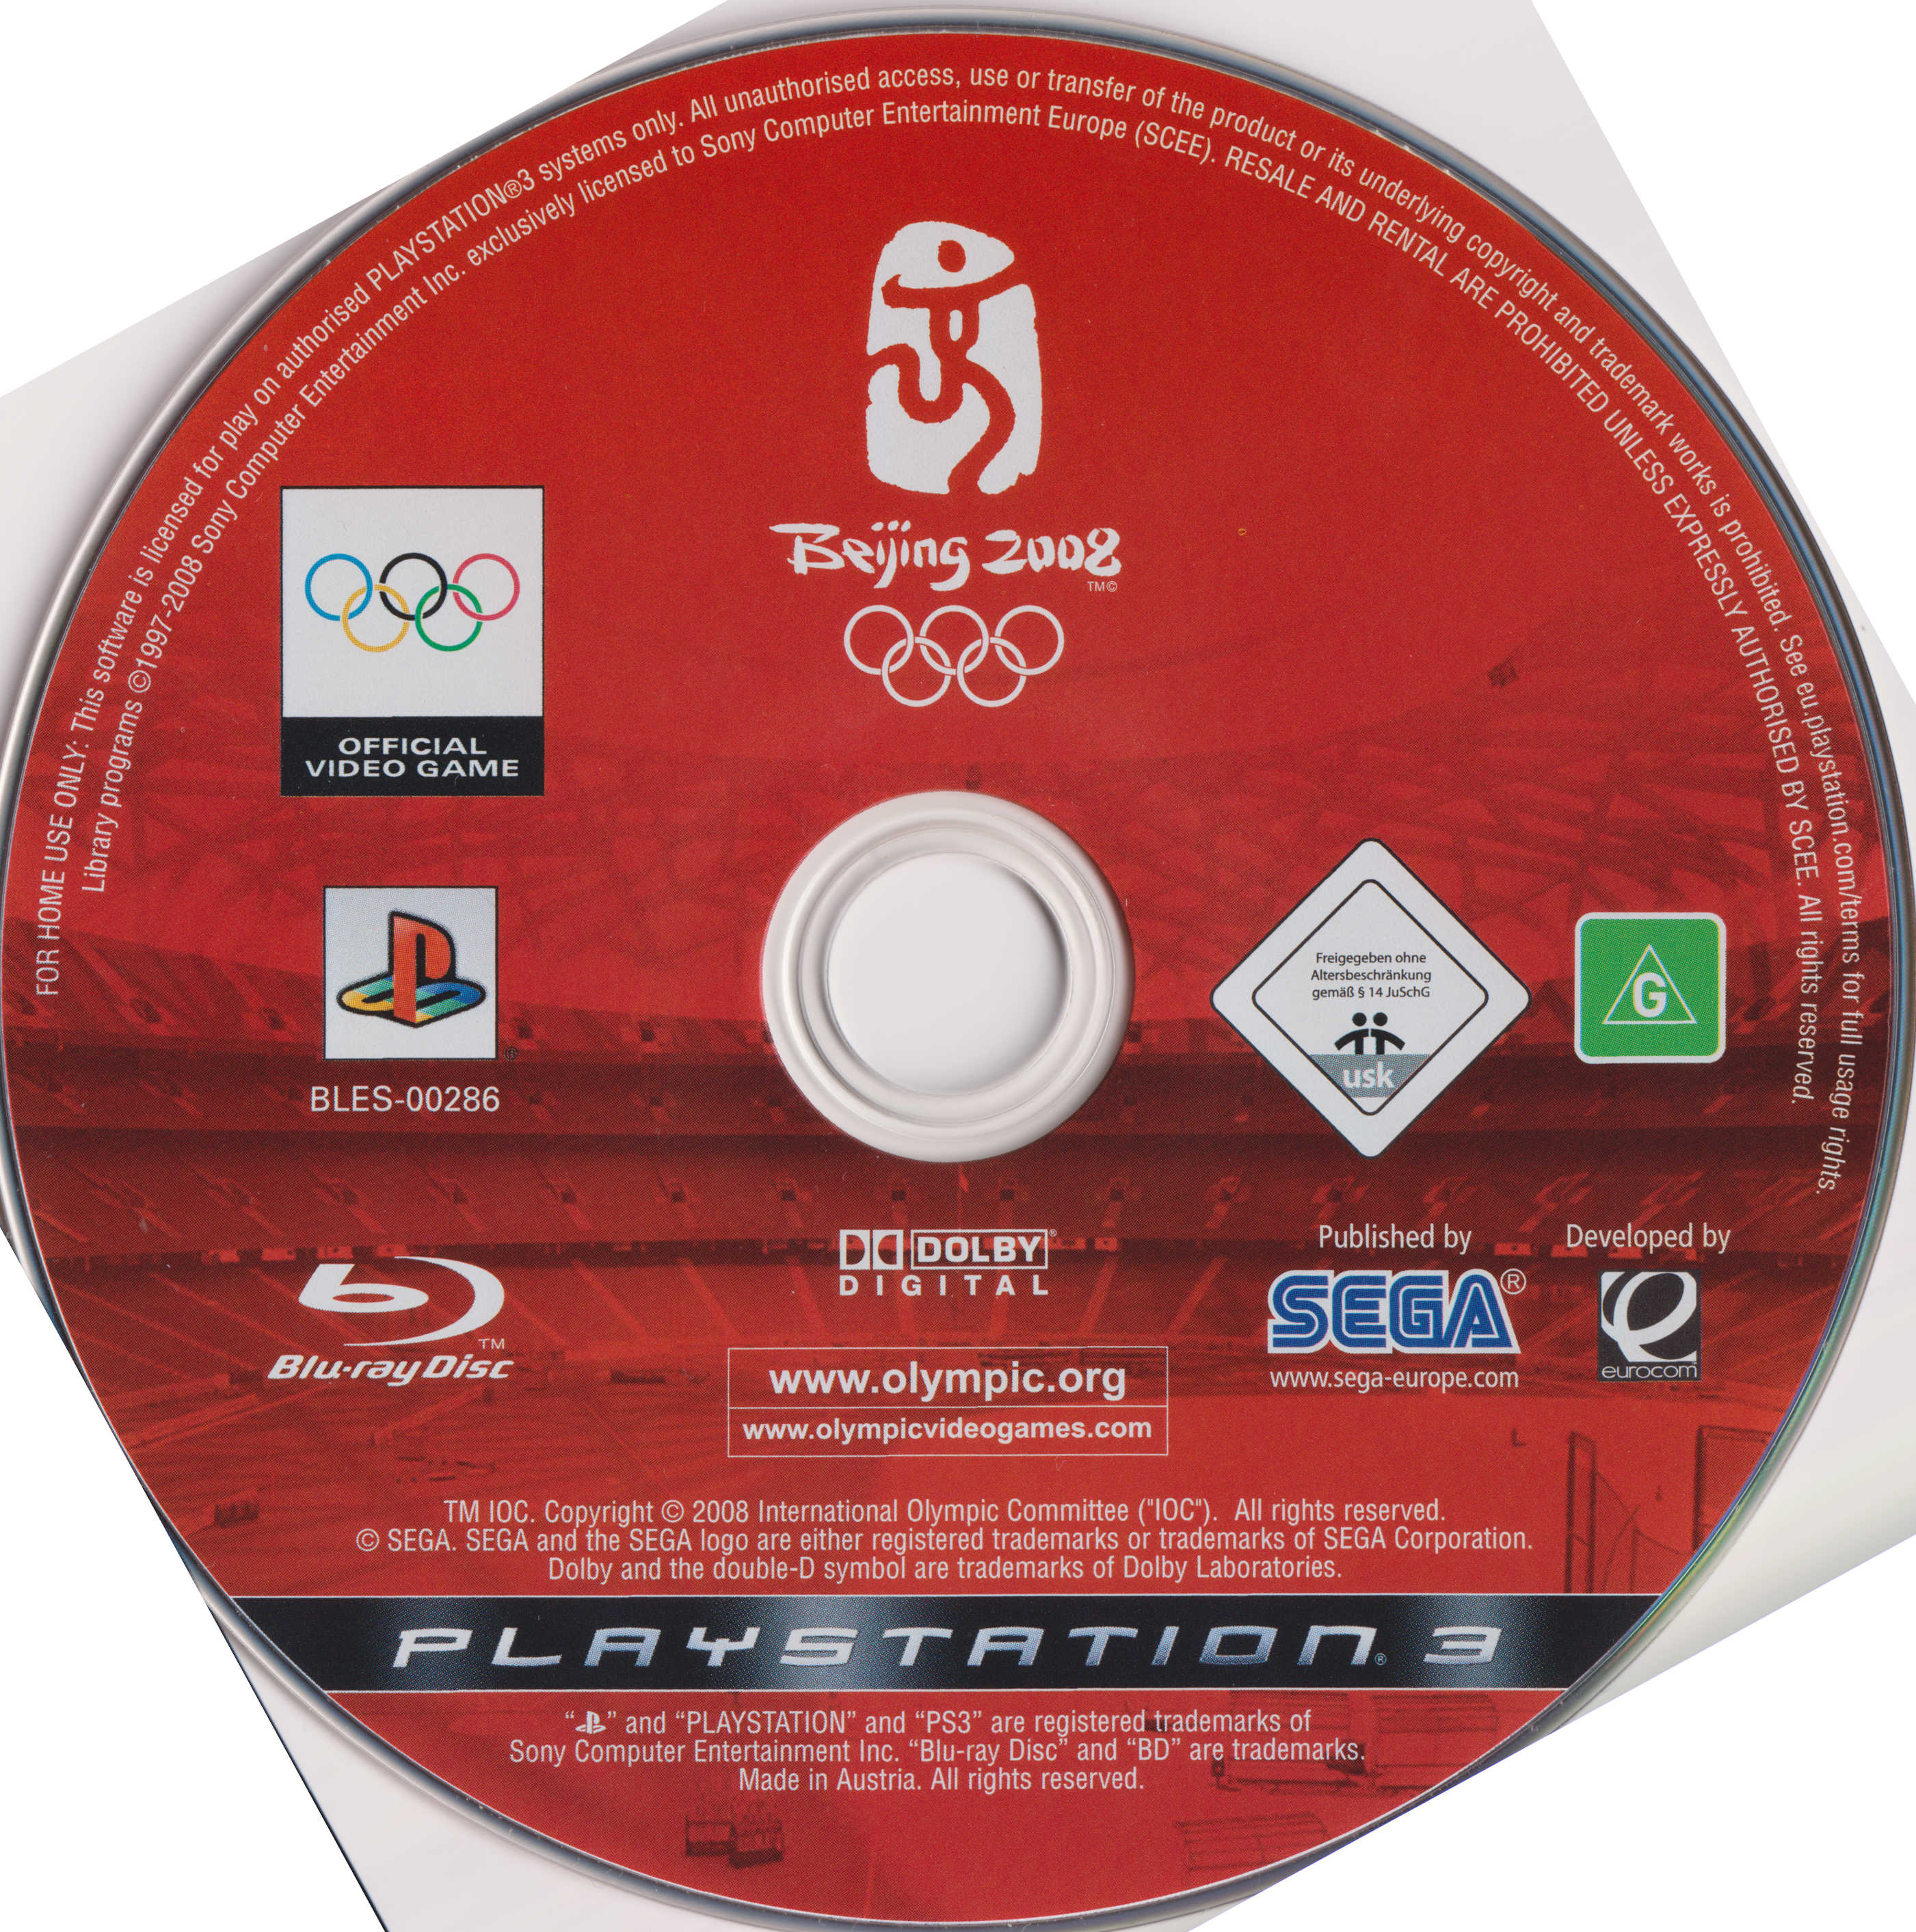 FOR HOME USE ONLY: This software is licensed for play on authorised PLAYSTATION®3 systems only. All unauthorised access, use or transfer of the product or its underlying copyright and trademark works is prohibited. See eu.playstation.com/terms for full usage rights.
Library programs ©1997-2008 Sony Computer Entertainment Inc. exclusively licensed to Sony Computer Entertainment Europe (SCEE). RESALE AND RENTAL ARE PROHIBITED UNLESS EXPRESSLY AUTHORISED BY SCEE. All rights reserved.
Beijing 2008
TM©
OFFICIAL
VIDEO GAME
®
BLES-00286
Freigegeben ohne
Altersbeschränkung
gemäß § 14 JuSchG
usk
G
TM
Blu-ray Disc
DOLBY®
DIGITAL
Published by
SEGA®
www.sega-europe.com
Developed by
eurocom
www.olympic.org
www.olympicvideogames.com
TM IOC. Copyright © 2008 International Olympic Committee ("IOC"). All rights reserved.
© SEGA. SEGA and the SEGA logo are either registered trademarks or trademarks of SEGA Corporation.
Dolby and the double-D symbol are trademarks of Dolby Laboratories.
PLAYSTATION® 3
“ ” and “PLAYSTATION” and “PS3” are registered trademarks of
Sony Computer Entertainment Inc. “Blu-ray Disc” and “BD” are trademarks.
Made in Austria. All rights reserved.